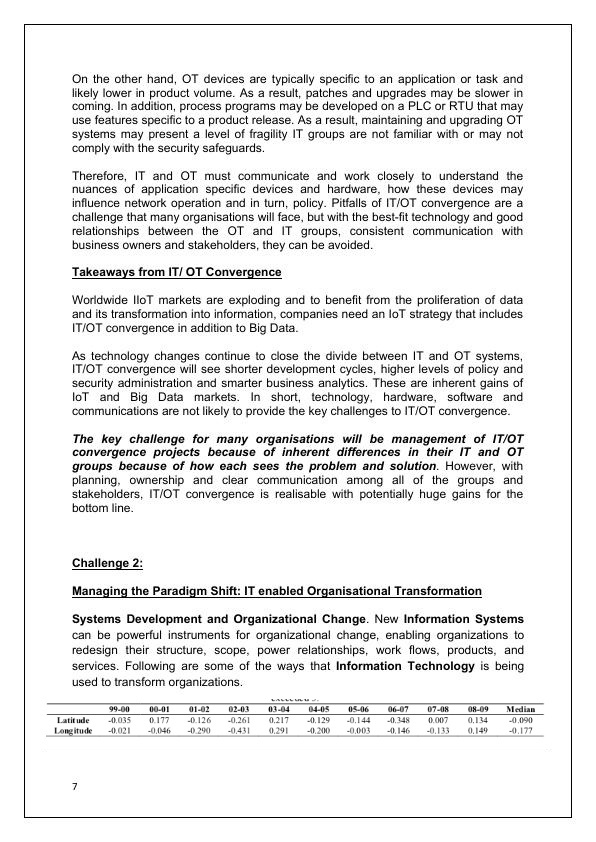 On the other hand, OT devices are typically specific to an application or task and
likely lower in product volume. As a result, patches and upgrades may be slower in
coming. In addition, process programs may be developed on a PLC or RTU that may
use features specific to a product release. As a result, maintaining and upgrading OT
systems may present a level of fragility IT groups are not familiar with or may not
comply with the security safeguards.
Therefore, IT and OT must communicate and work closely to understand the
nuances of application specific devices and hardware, how these devices may
influence network operation and in turn, policy. Pitfalls of IT/OT convergence are a
challenge that many organisations will face, but with the best-fit technology and good
relationships between the OT and IT groups, consistent communication with
business owners and stakeholders, they can be avoided.
Takeaways from IT/ OT Convergence
Worldwide IIoT markets are exploding and to benefit from the proliferation of data
and its transformation into information, companies need an IoT strategy that includes
IT/OT convergence in addition to Big Data.
As technology changes continue to close the divide between IT and OT systems,
IT/OT convergence will see shorter development cycles, higher levels of policy and
security administration and smarter business analytics. These are inherent gains of
IoT and Big Data markets. In short, technology, hardware, software and
communications are not likely to provide the key challenges to IT/OT convergence.
The key challenge for many organisations will be management of IT/OT
convergence projects because of inherent differences in their IT and OT
groups because of how each sees the problem and solution. However, with
planning, ownership and clear communication among all of the groups and
stakeholders, IT/OT convergence is realisable with potentially huge gains for the
bottom line.
Challenge 2:
Managing the Paradigm Shift: IT enabled Organisational Transformation
Systems Development and Organizational Change. New Information Systems
can be powerful instruments for organizational change, enabling organizations to
redesign their structure, scope, power relationships, work flows, products, and
services. Following are some of the ways that Information Technology is being
used to transform organizations.
99-00 00-01 01-02 02-03 03-04 04-05 05-06 06-07 07-08 08-09 Median
Latitude -0.035 0.177 -0.126 -0.261 0.217 -0.129 -0.144 -0.348 0.007 0.134 -0.090
Longitude -0.021 -0.046 -0.290 -0.431 0.291 -0.200 -0.003 -0.146 -0.133 0.149 -0.177
7